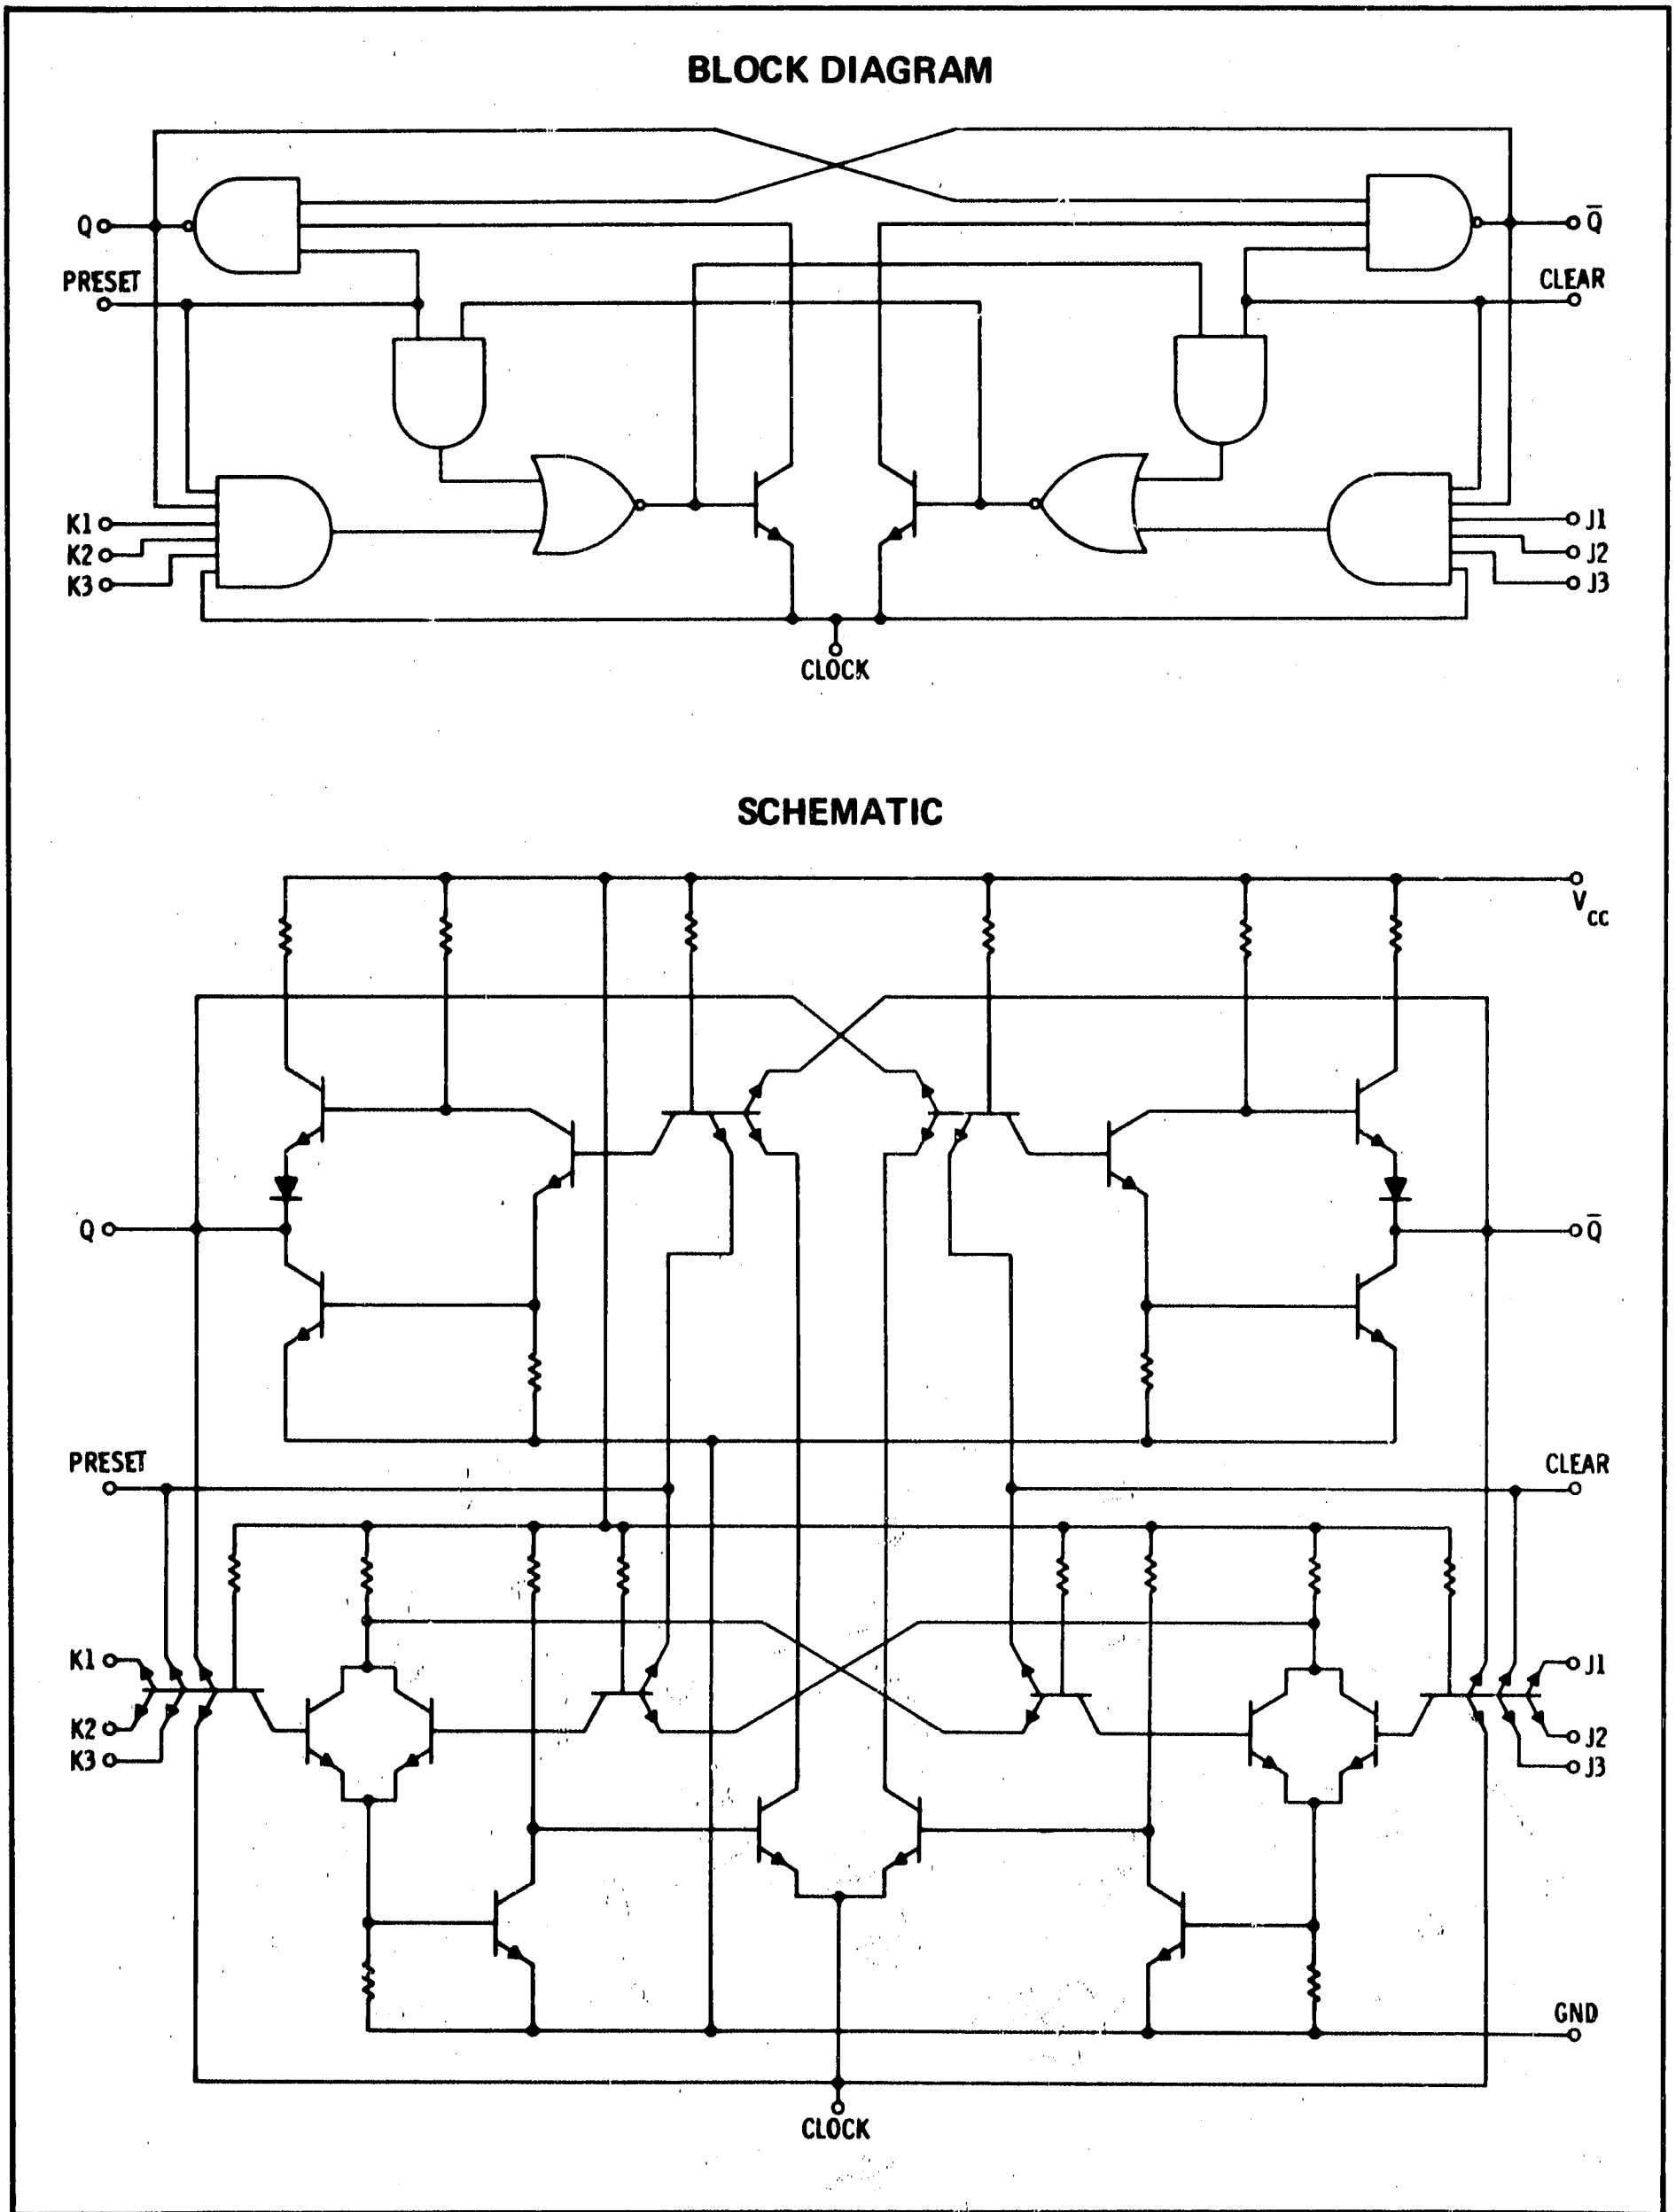 BLOCK DIAGRAM
Q
Q̄
PRESET
CLEAR
K1
K2
K3
J1
J2
J3
CLOCK
SCHEMATIC
VCC
Q
Q̄
PRESET
CLEAR
K1
K2
K3
J1
J2
J3
GND
CLOCK